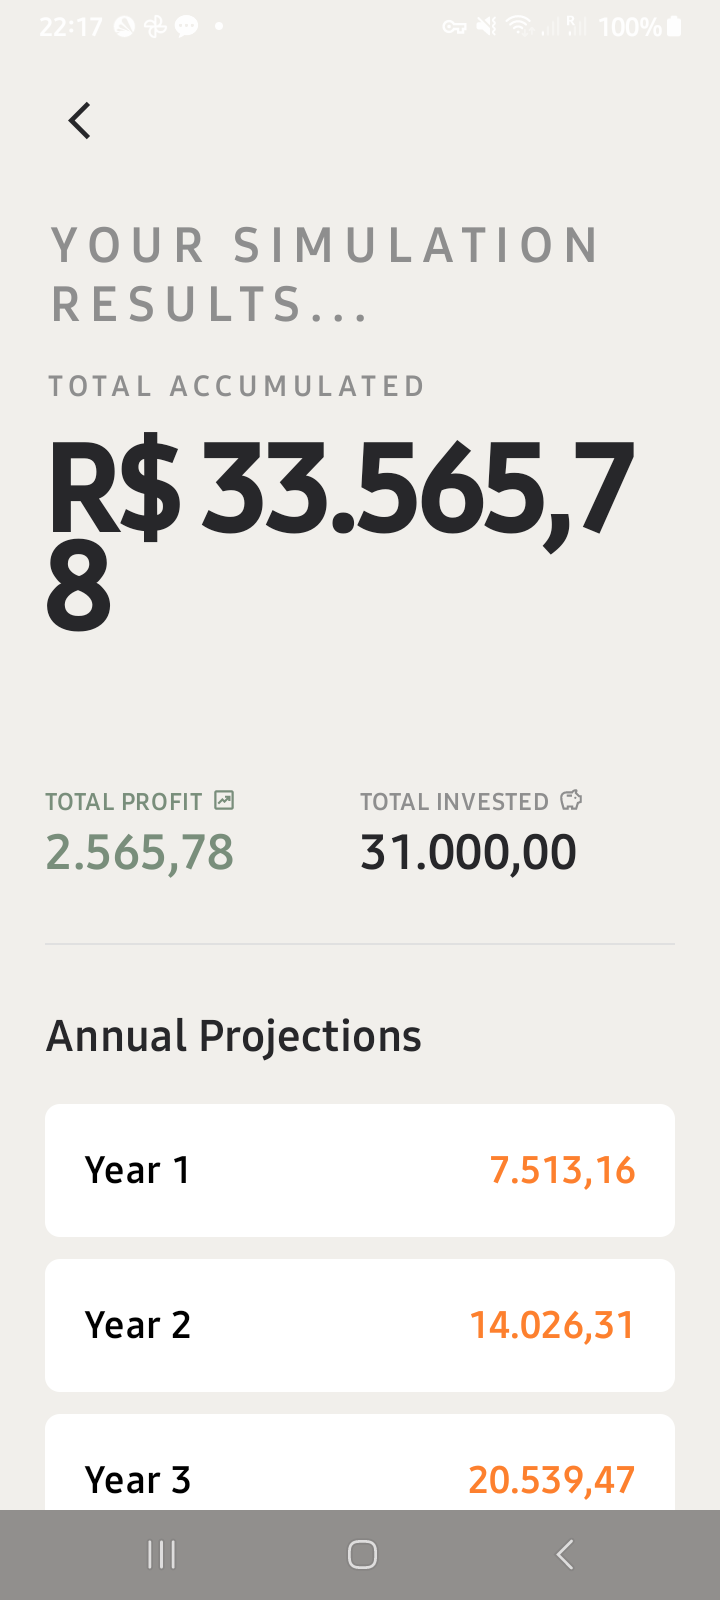 22:17 R 100%
YOUR SIMULATION
RESULTS...
TOTAL ACCUMULATED
R$ 33.565,7
8
TOTAL PROFIT TOTAL INVESTED
2.565,78 31.000,00
Annual Projections
Year 1 7.513,16
Year 2 14.026,31
Year 3 20.539,47